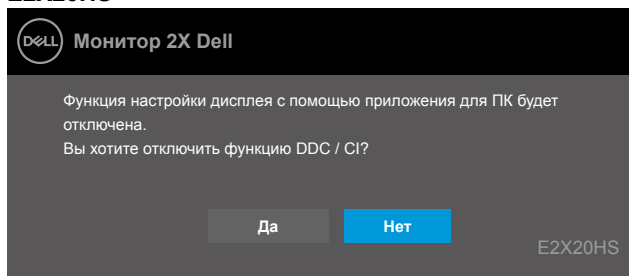 E2X20HS
DELL Монитор 2X Dell
Функция настройки дисплея с помощью приложения для ПК будет
отключена.
Вы хотите отключить функцию DDC / CI?
Да Нет
E2X20HS